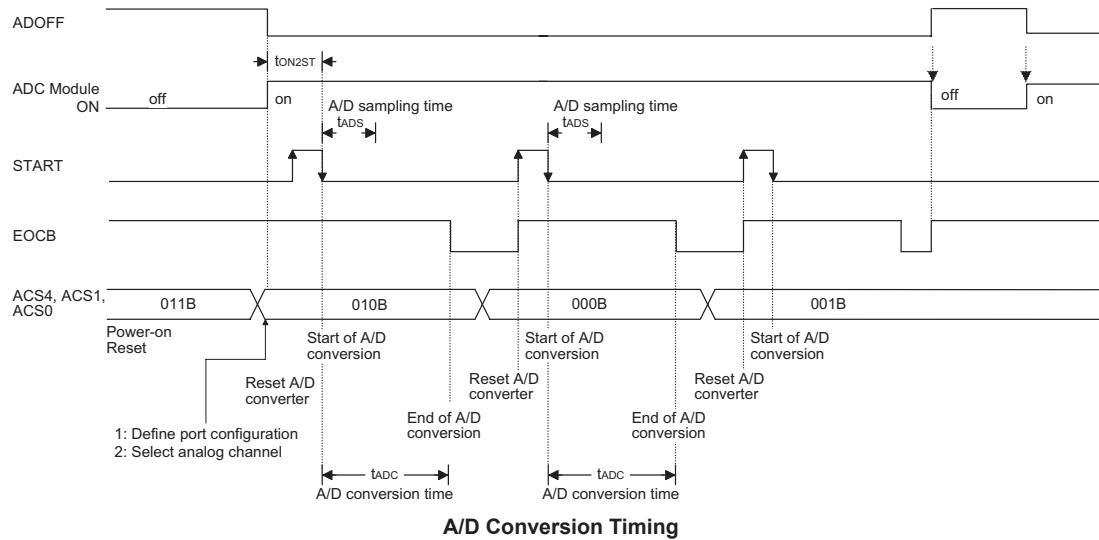 ADOFF
tON2ST
ADC Module
ON
off
on
off
on
A/D sampling time
tADS
A/D sampling time
tADS
START
EOCB
ACS4, ACS1,
ACS0
011B
010B
000B
001B
Power-on
Reset
Start of A/D
conversion
Start of A/D
conversion
Start of A/D
conversion
Reset A/D
converter
Reset A/D
converter
Reset A/D
converter
End of A/D
conversion
End of A/D
conversion
1: Define port configuration
2: Select analog channel
tADC
A/D conversion time
tADC
A/D conversion time
A/D Conversion Timing